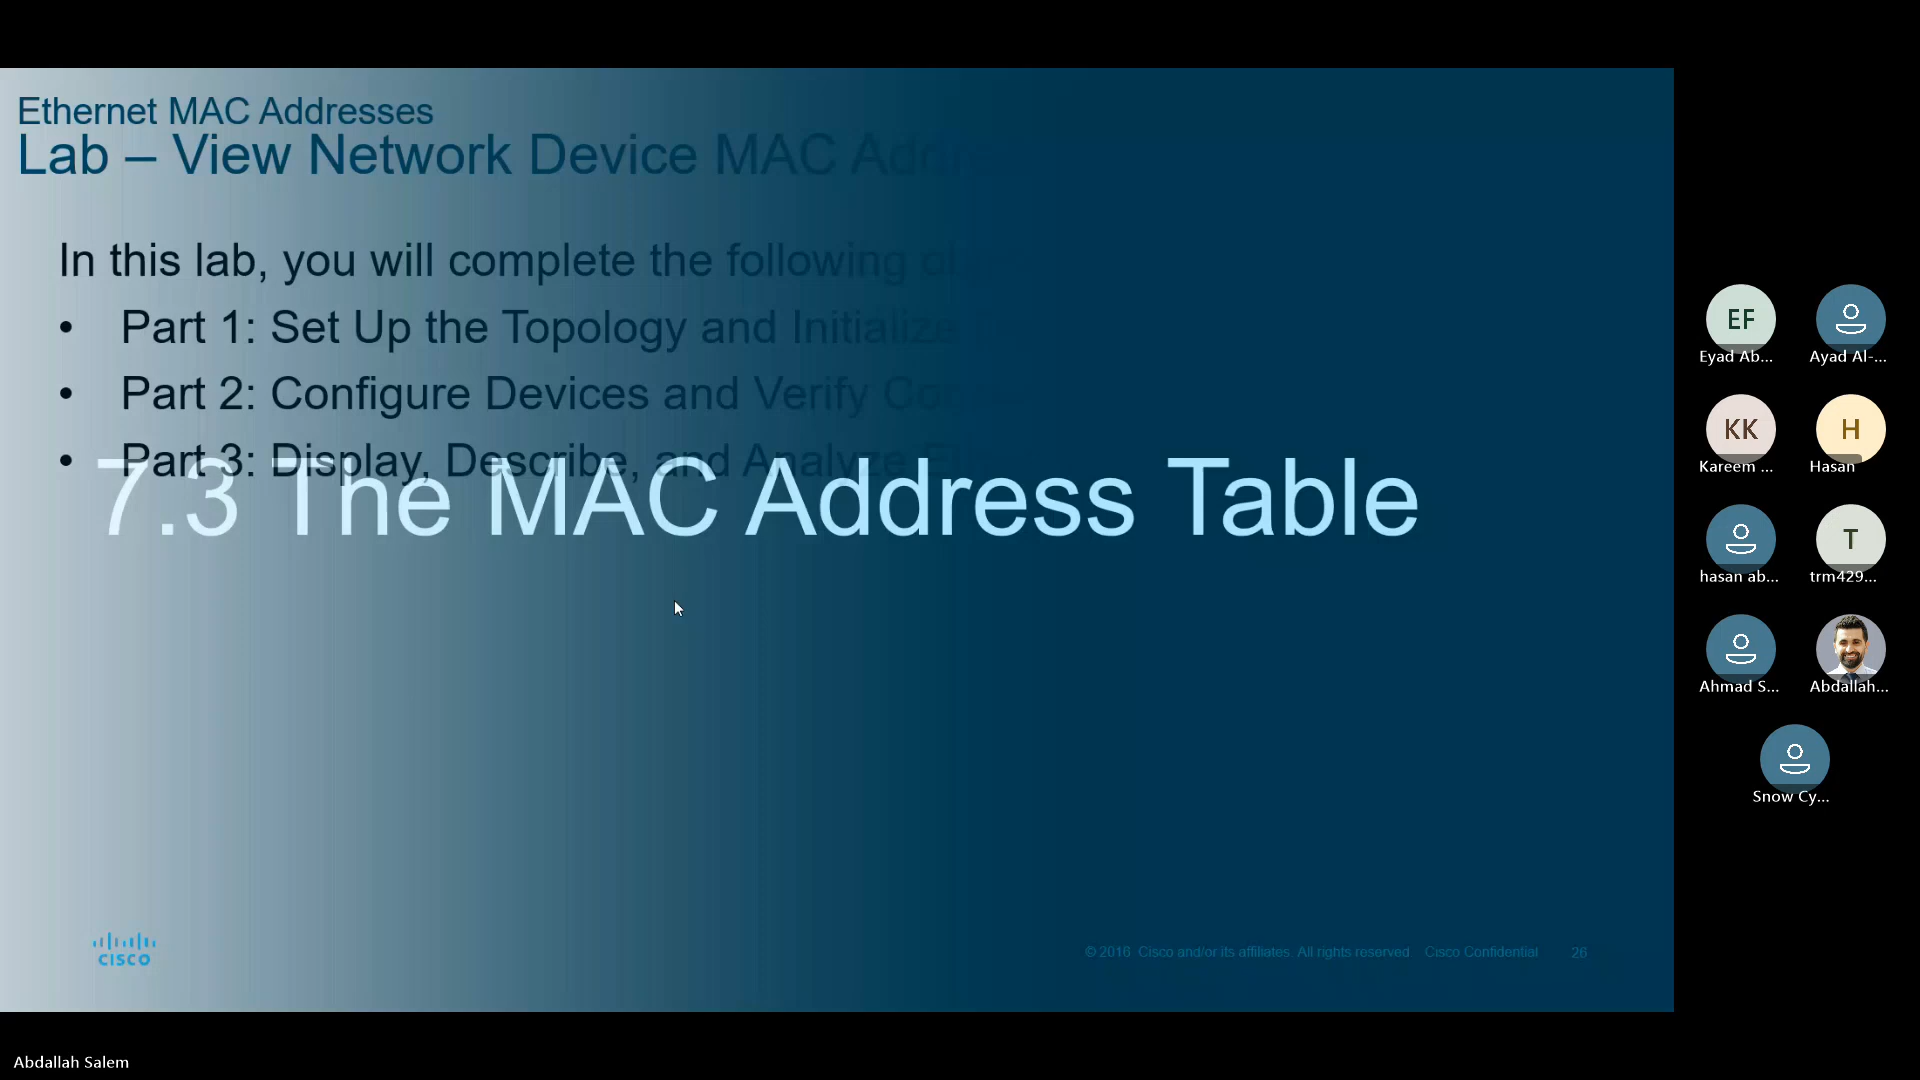 Ethernet MAC Addresses
Lab – View Network Device MAC
In this lab, you will complete the following
• Part 1: Set Up the Topology and Initialize
• Part 2: Configure Devices and Verify
• Part 3: Display, Describe, and Analyze
7.3 The MAC Address Table
CISCO
© 2016 Cisco and/or its affiliates. All rights reserved. Cisco Confidential 26
EF
Eyad Ab...
Ayad Al-...
KK
Kareem ...
H
Hasan
hasan ab...
T
trm429...
Ahmad S...
Abdallah...
Snow Cy...
Abdallah Salem